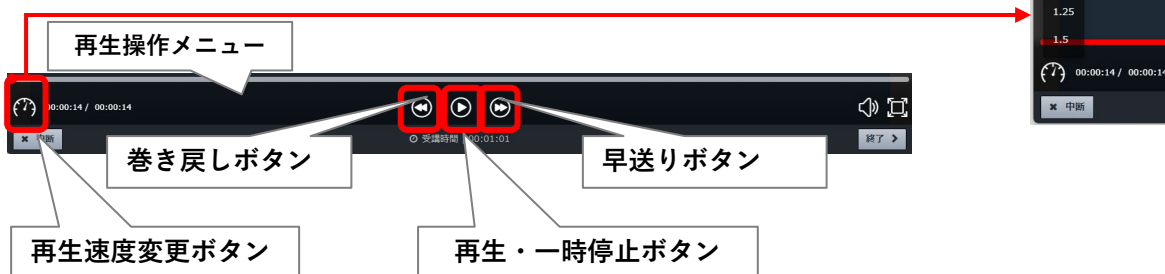 再生操作メニュー
1.25
1.5
00:00:14 / 00:00:14
00:00:14 / 00:00:14
× 中断
受講時間 00:01:01
終了 >
× 中断
巻き戻しボタン
早送りボタン
再生速度変更ボタン
再生・一時停止ボタン